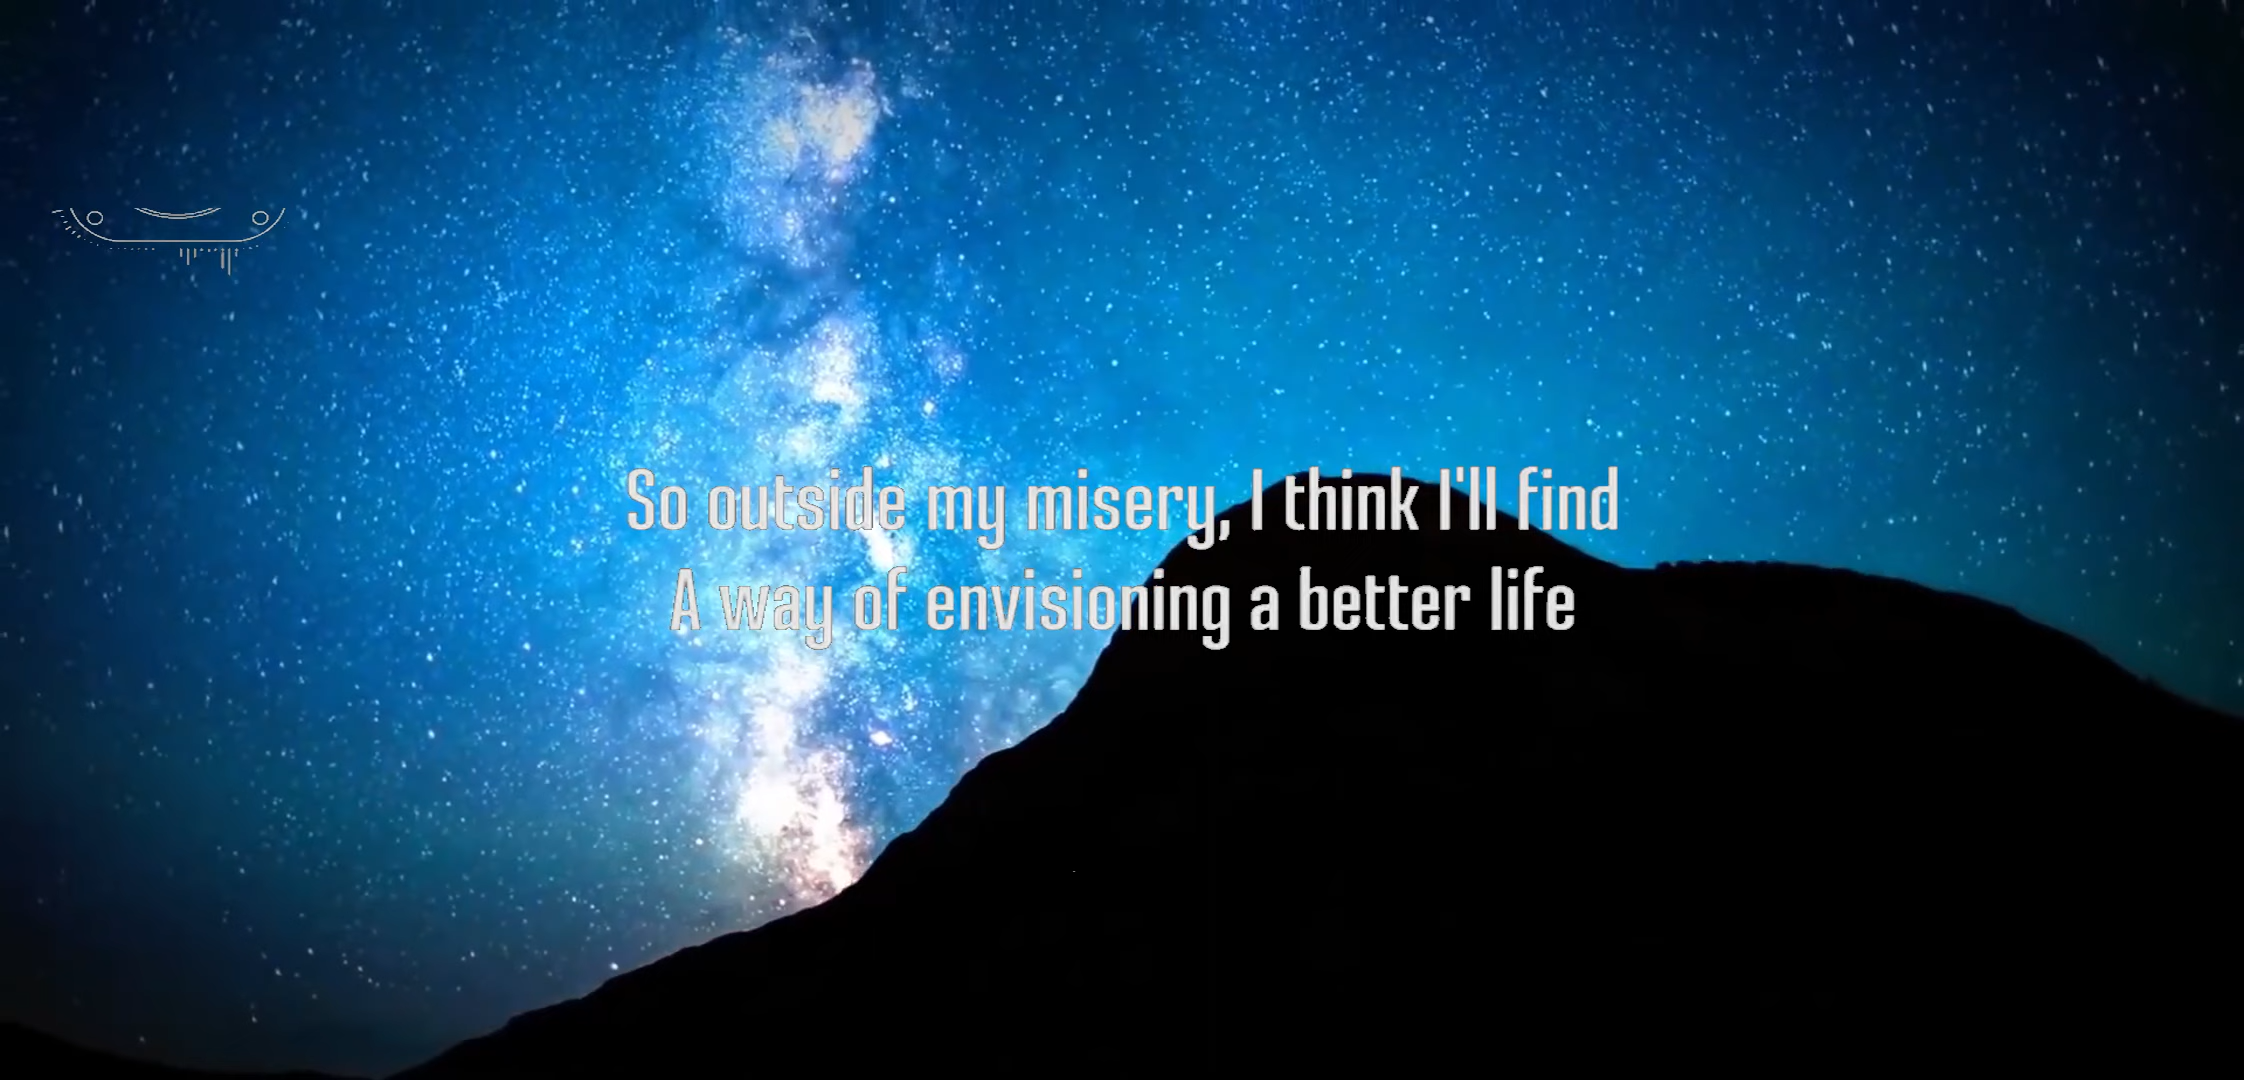 So outside my misery, I think I'll find
A way of envisioning a better life